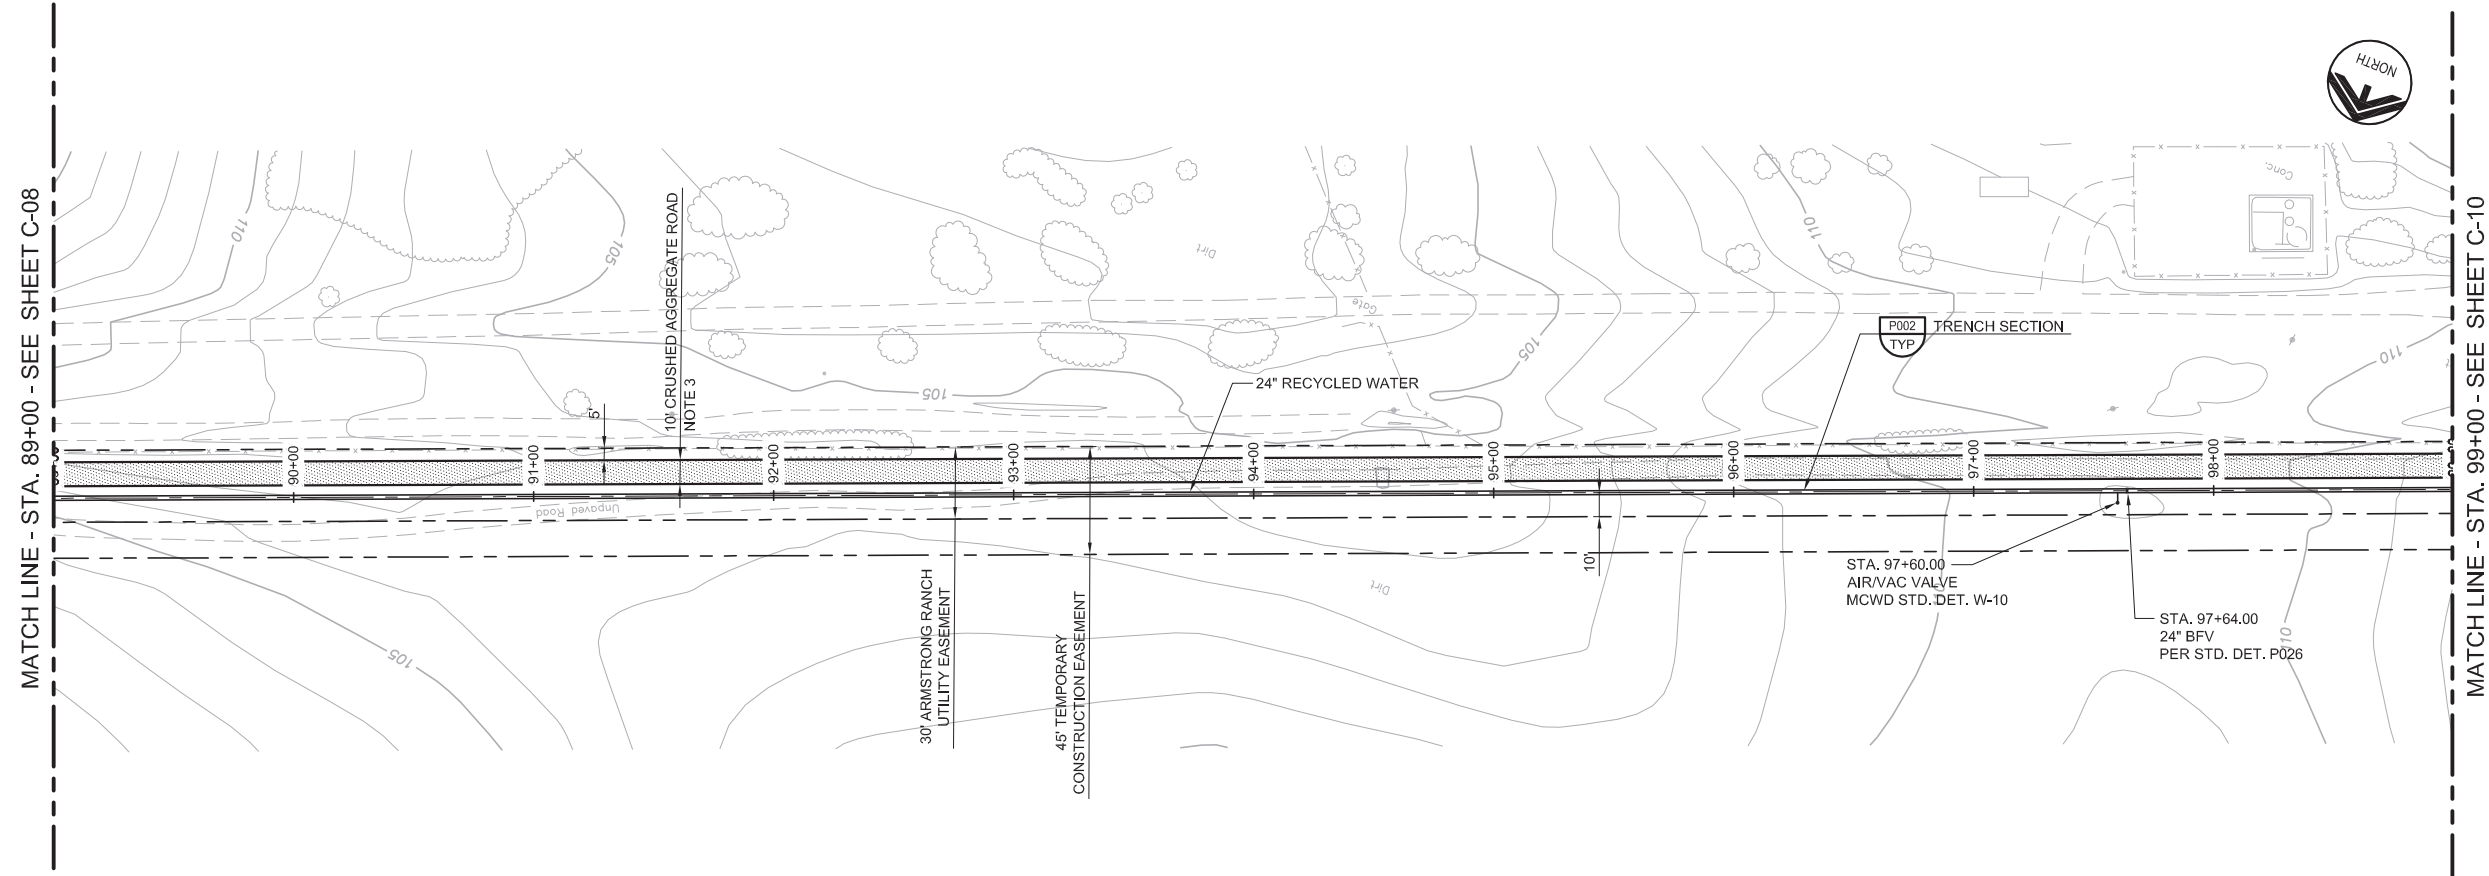 MATCH LINE - STA. 89+00 - SEE SHEET C-08
NORTH
110
105
10' CRUSHED AGGREGATE ROAD
NOTE 3
5'
Dirt
Gate
105
105
110
Conc.
110
P002
TYP
TRENCH SECTION
24" RECYCLED WATER
90+00
91+00
92+00
93+00
94+00
95+00
96+00
97+00
98+00
Unpaved Road
105
30' ARMSTRONG RANCH
UTILITY EASEMENT
45' TEMPORARY
CONSTRUCTION EASEMENT
Dirt
10'
STA. 97+60.00
AIR/VAC VALVE
MCWD STD. DET. W-10
110
STA. 97+64.00
24" BFV
PER STD. DET. P026
110
MATCH LINE - STA. 99+00 - SEE SHEET C-10